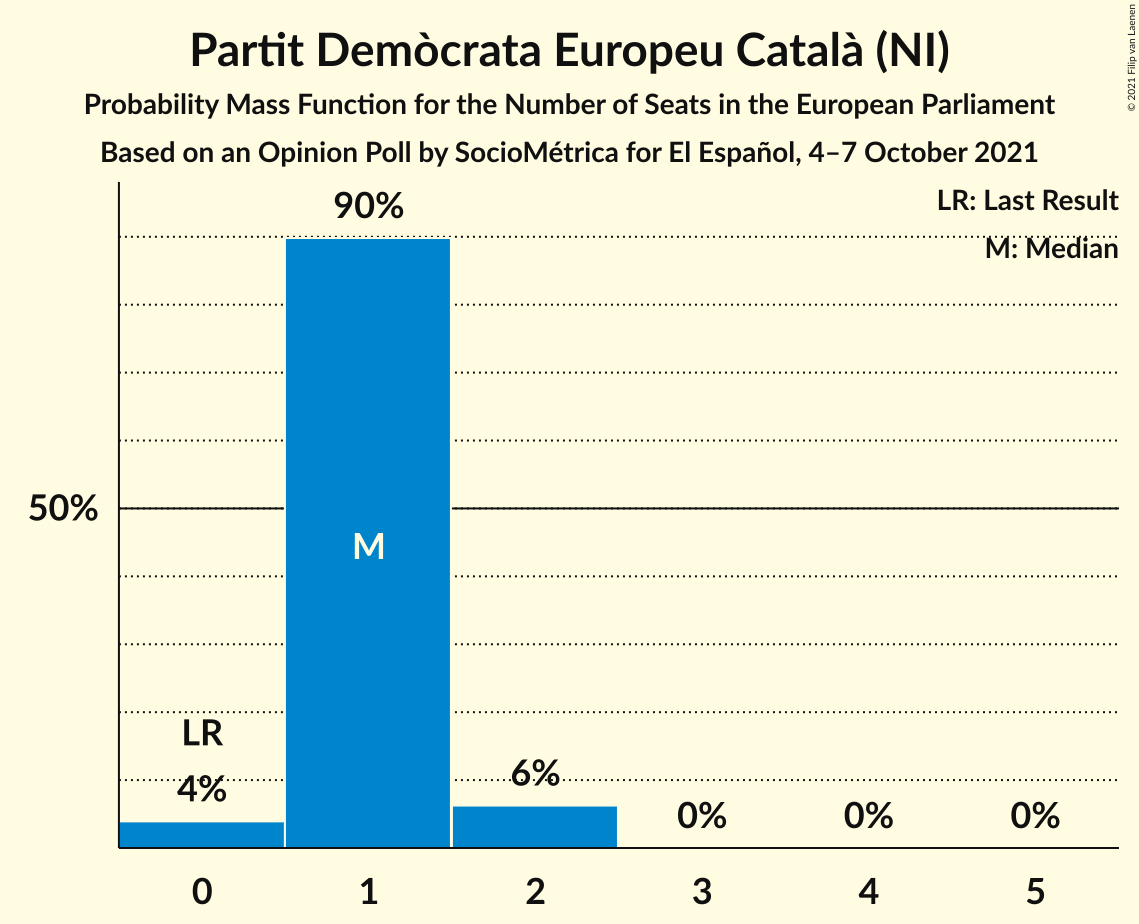 Partit Demòcrata Europeu Català (NI)
Probability Mass Function for the Number of Seats in the European Parliament
Based on an Opinion Poll by SocioMétrica for El Español, 4–7 October 2021
© 2021 Filip van Laenen
LR: Last Result
M: Median
90%
50%
M
LR
4%
6%
0%
0%
0%
0
1
2
3
4
5